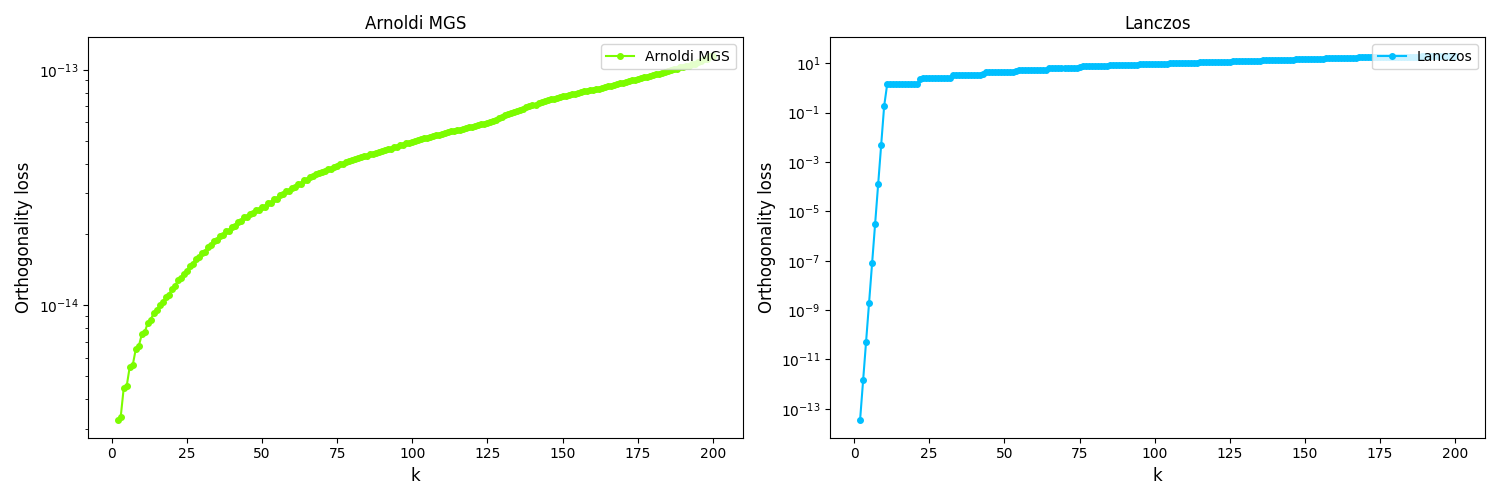 Arnoldi MGS
Orthogonality loss
10^{-13}
10^{-14}
Arnoldi MGS
0 25 50 75 100 125 150 175 200
k
Lanczos
Orthogonality loss
10^{1}
10^{-1}
10^{-3}
10^{-5}
10^{-7}
10^{-9}
10^{-11}
10^{-13}
Lanczos
0 25 50 75 100 125 150 175 200
k